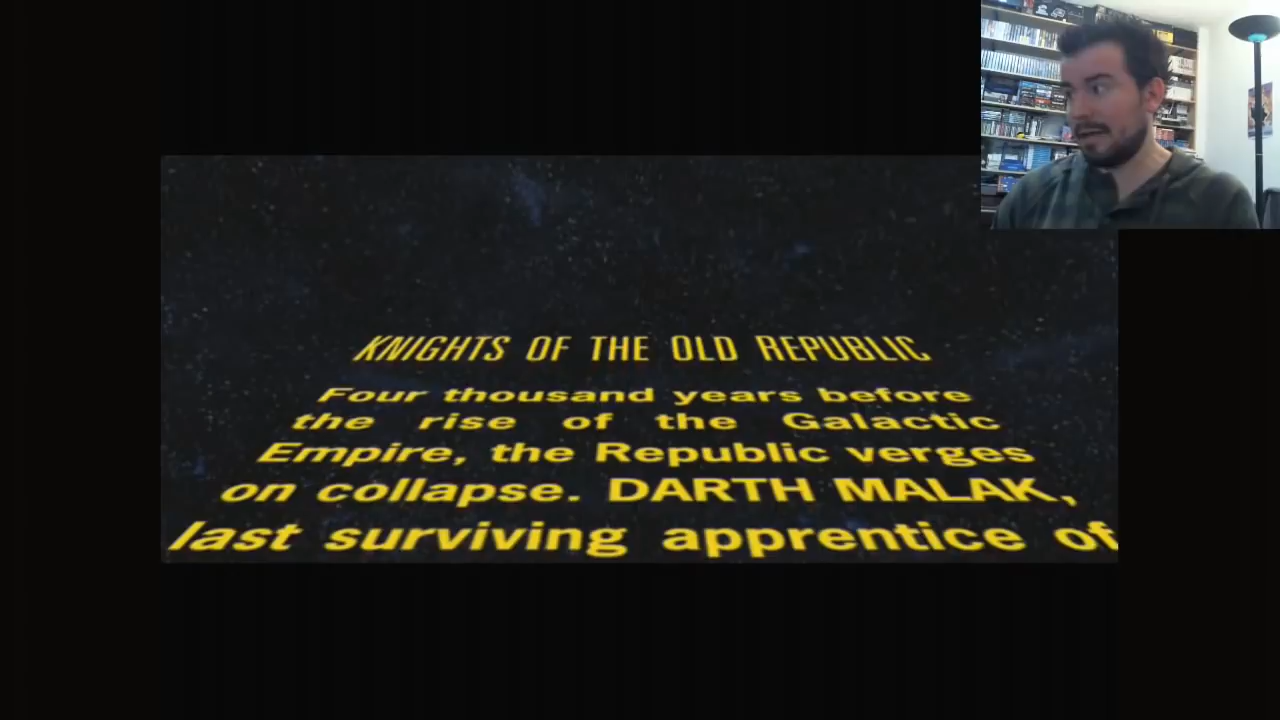 KNIGHTS OF THE OLD REPUBLIC
Four thousand years before
the rise of the Galactic
Empire, the Republic verges
on collapse. DARTH MALAK,
last surviving apprentice of